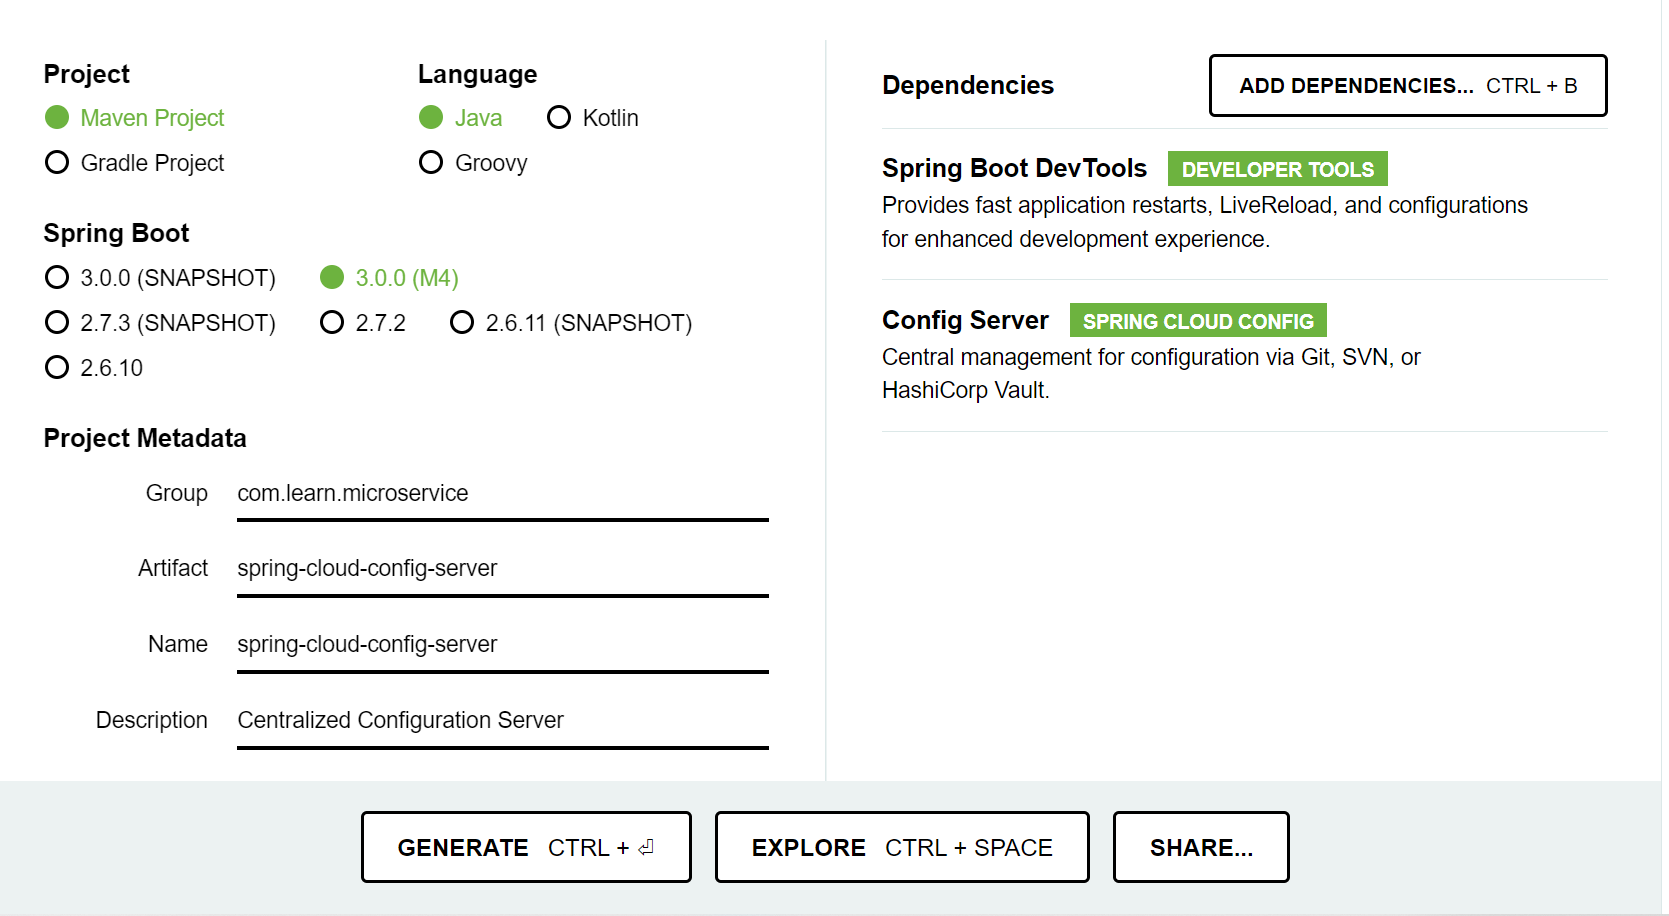 Project
Maven Project
Gradle Project
Language
Java Kotlin
Groovy
Spring Boot
3.0.0 (SNAPSHOT) 3.0.0 (M4)
2.7.3 (SNAPSHOT) 2.7.2 2.6.11 (SNAPSHOT)
2.6.10
Project Metadata
Group com.learn.microservice
Artifact spring-cloud-config-server
Name spring-cloud-config-server
Description Centralized Configuration Server
Dependencies ADD DEPENDENCIES... CTRL + B
Spring Boot DevTools DEVELOPER TOOLS
Provides fast application restarts, LiveReload, and configurations
for enhanced development experience.
Config Server SPRING CLOUD CONFIG
Central management for configuration via Git, SVN, or
HashiCorp Vault.
GENERATE CTRL + ⏎ EXPLORE CTRL + SPACE SHARE...